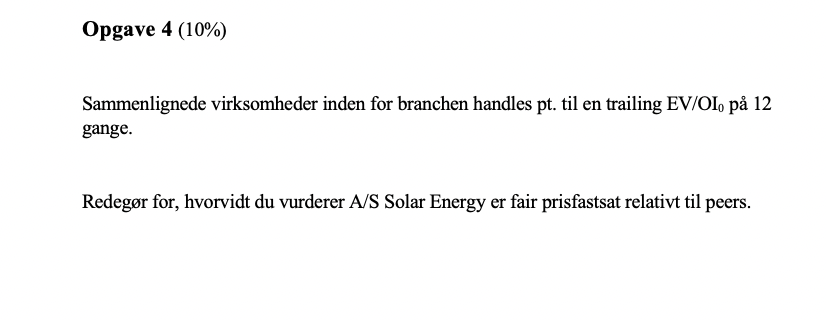 Opgave 4 (10%)
Sammenlignede virksomheder inden for branchen handles pt. til en trailing EV/OI₀ på 12
gange.
Redegør for, hvorvidt du vurderer A/S Solar Energy er fair prisfastsat relativt til peers.